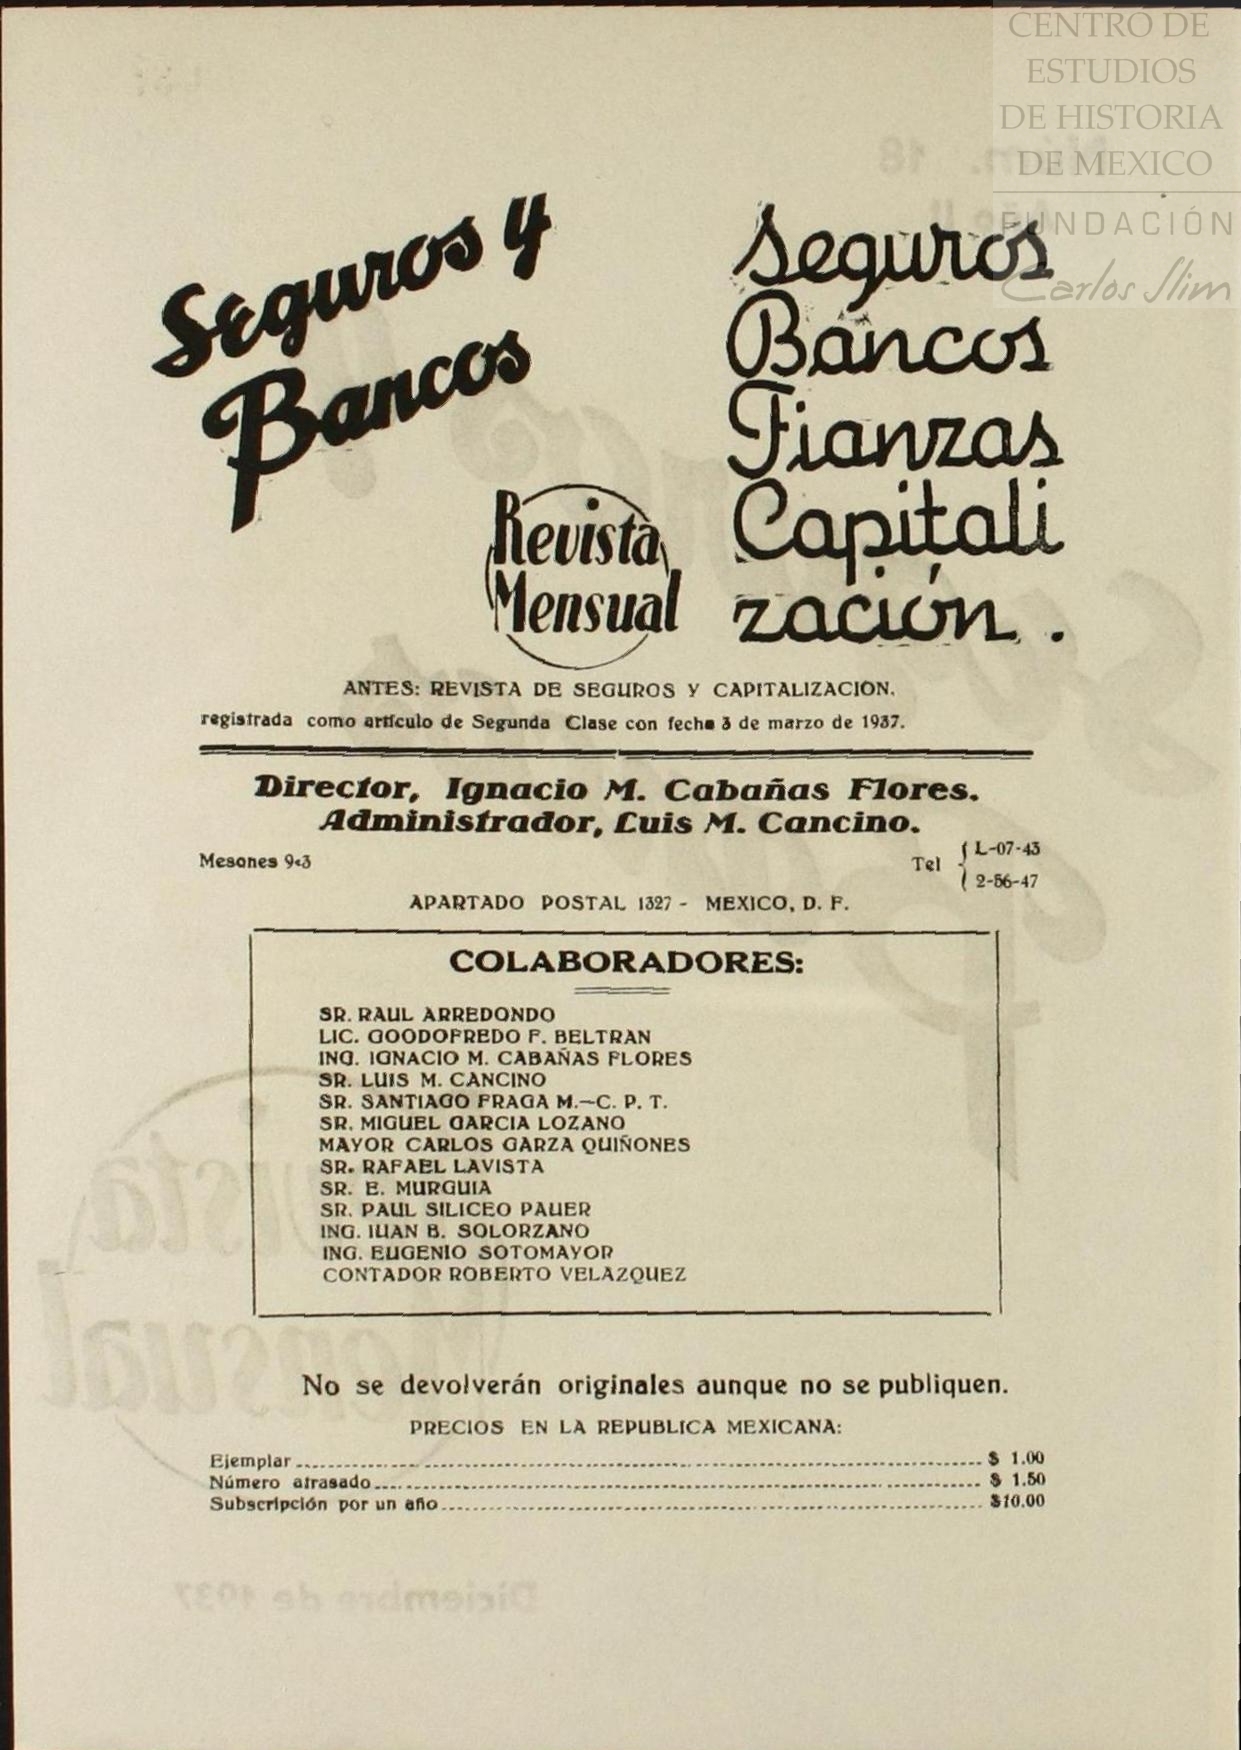 CENTRO DE
ESTUDIOS
DE HISTORIA
DE MEXICO
FUNDACIÓN
Carlos Slim
Núm. 18
Seguros y
Bancos
Revista
Mensual
Seguros
Bancos
Fianzas
Capitali
zación.
ANTES: REVISTA DE SEGUROS Y CAPITALIZACION.
registrada como artículo de Segunda Clase con fecha 3 de marzo de 1937.
Director, Ignacio M. Cabañas Flores.
Administrador, Luis M. Cancino.
Mesones 9-3
Tel { L-07-43
2-56-47
APARTADO POSTAL 1327 - MEXICO, D. F.
COLABORADORES:
SR. RAUL ARREDONDO
LIC. GOODOFREDO F. BELTRAN
ING. IGNACIO M. CABAÑAS FLORES
SR. LUIS M. CANCINO
SR. SANTIAGO FRAGA M.—C. P. T.
SR. MIGUEL GARCIA LOZANO
MAYOR CARLOS GARZA QUIÑONES
SR. RAFAEL LAVISTA
SR. E. MURGUIA
SR. PAUL SILICEO PAUER
ING. JUAN B. SOLORZANO
ING. EUGENIO SOTOMAYOR
CONTADOR ROBERTO VELAZQUEZ
No se devolverán originales aunque no se publiquen.
PRECIOS EN LA REPUBLICA MEXICANA:
Ejemplar $ 1.00
Número atrasado $ 1.50
Subscripción por un año $10.00
Diciembre de 1937